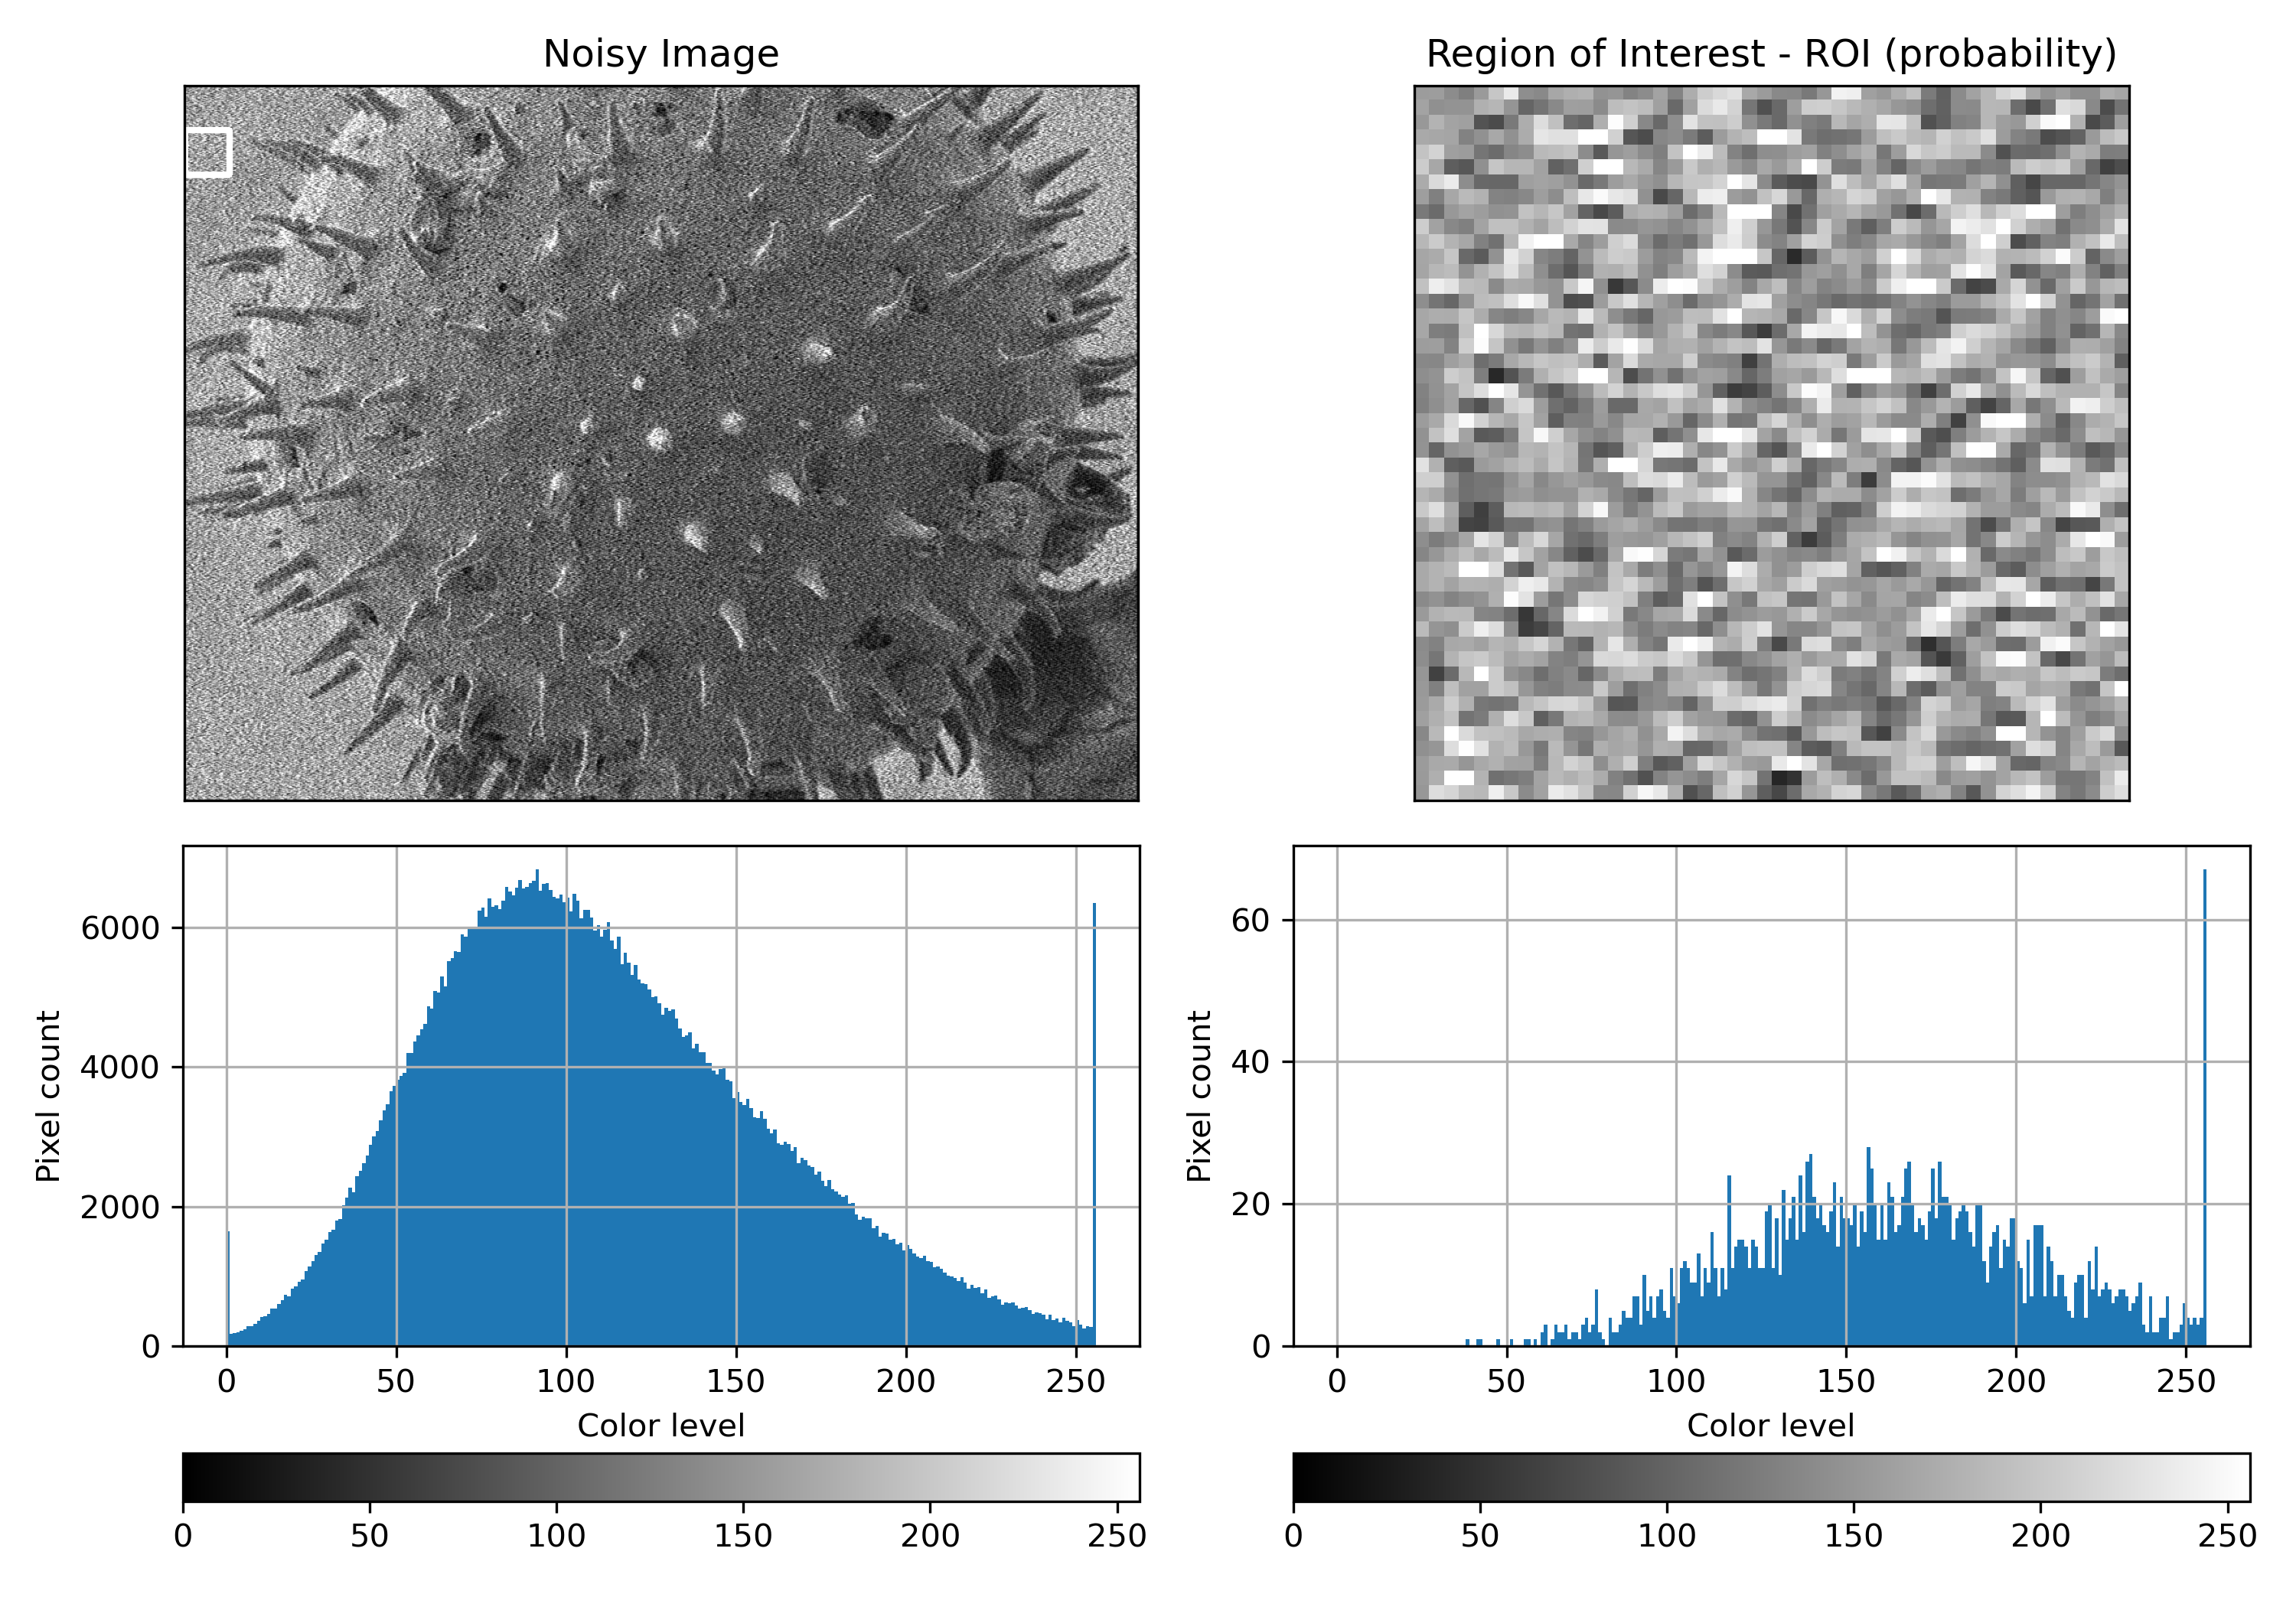 Noisy Image
Region of Interest - ROI (probability)
6000
4000
2000
0
Pixel count
0 50 100 150 200 250
Color level
0 50 100 150 200 250
60
40
20
0
Pixel count
0 50 100 150 200 250
Color level
0 50 100 150 200 250